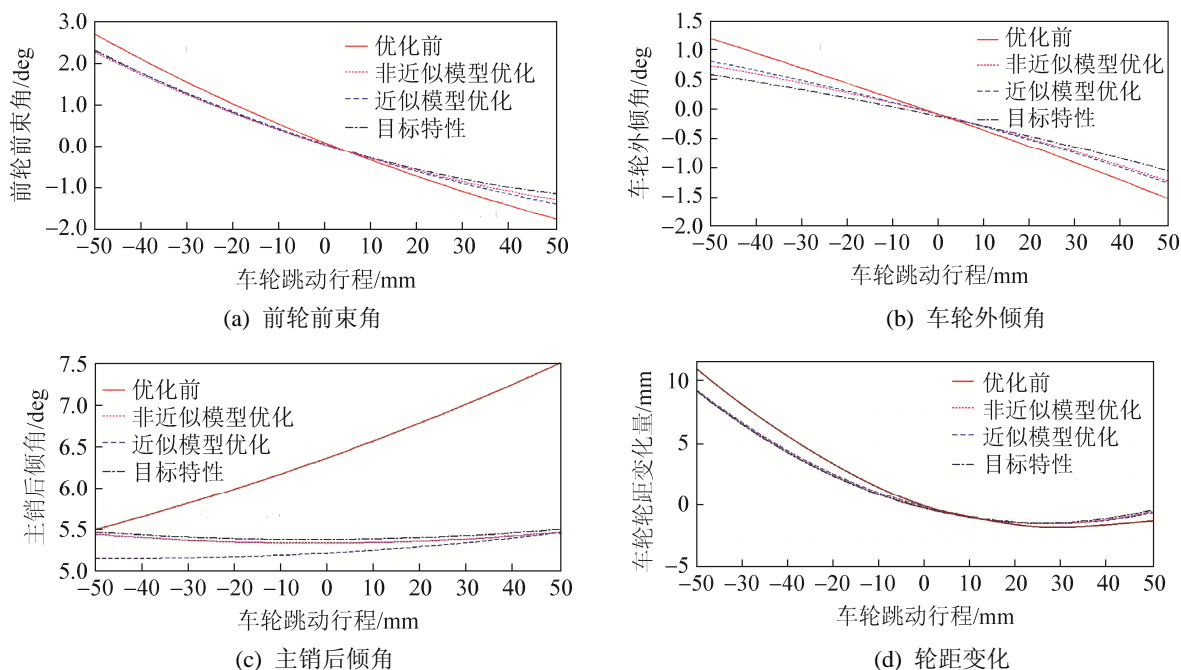 3.0
2.0
1.0
0.0
−1.0
−2.0
前轮前束角/deg
优化前
非近似模型优化
近似模型优化
目标特性
−50 −40 −30 −20 −10 0 10 20 30 40 50
车轮跳动行程/mm
(a) 前轮前束角
1.5
1.0
0.5
0.0
−0.5
−1.0
−1.5
−2.0
车轮外倾角/deg
优化前
非近似模型优化
近似模型优化
目标特性
−50 −40 −30 −20 −10 0 10 20 30 40 50
车轮跳动行程/mm
(b) 车轮外倾角
7.5
7.0
6.5
6.0
5.5
5.0
主销后倾角/deg
优化前
非近似模型优化
近似模型优化
目标特性
−50 −40 −30 −20 −10 0 10 20 30 40 50
车轮跳动行程/mm
(c) 主销后倾角
10
5
0
−5
车轮轮距变化量/mm
优化前
非近似模型优化
近似模型优化
目标特性
−50 −40 −30 −20 −10 0 10 20 30 40 50
车轮跳动行程/mm
(d) 轮距变化